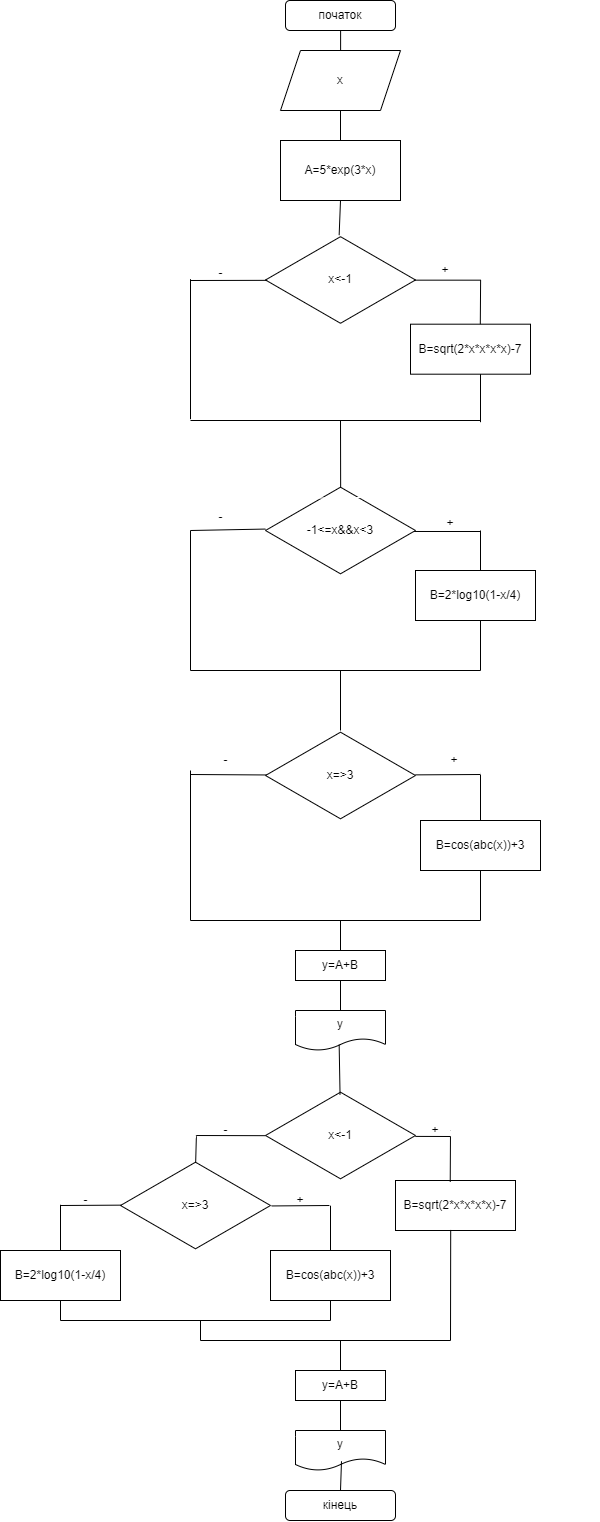 початок
x
A=5*exp(3*x)
x<-1
-
+
B=sqrt(2*x*x*x*x)-7
-1<=x&&x<3
-
+
B=2*log10(1-x/4)
x=>3
-
+
B=cos(abc(x))+3
y=A+B
y
x<-1
-
+
x=>3
B=sqrt(2*x*x*x*x)-7
-
+
B=2*log10(1-x/4)
B=cos(abc(x))+3
y=A+B
y
кінець